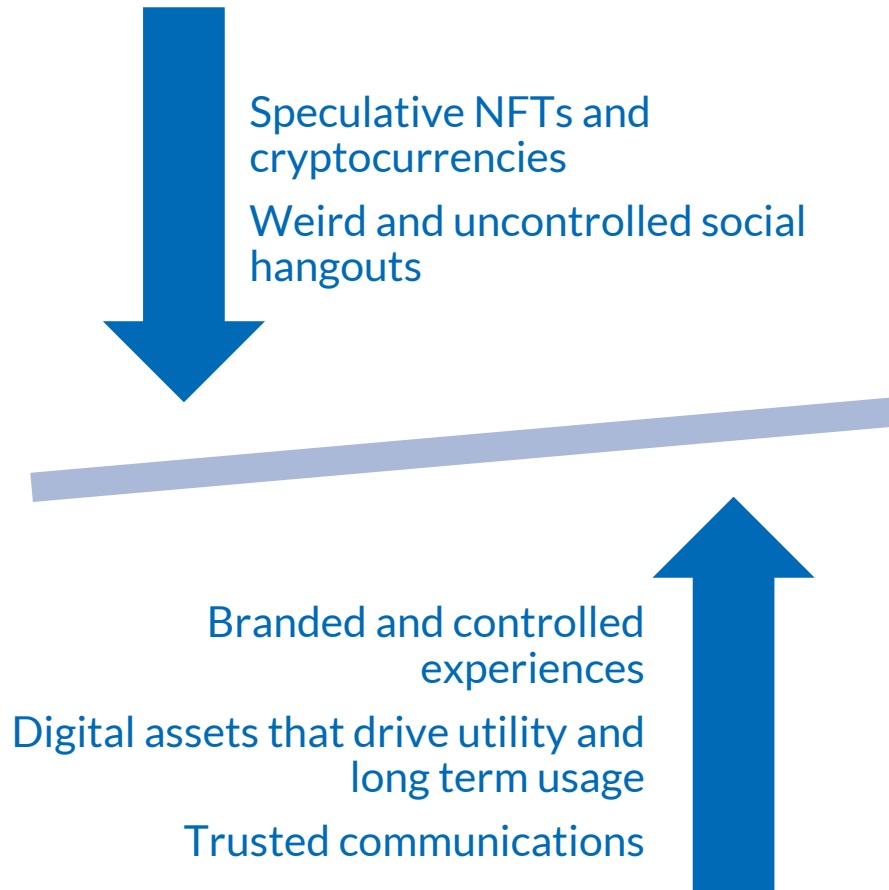 Speculative NFTs and
cryptocurrencies
Weird and uncontrolled social
hangouts
Branded and controlled
experiences
Digital assets that drive utility and
long term usage
Trusted communications